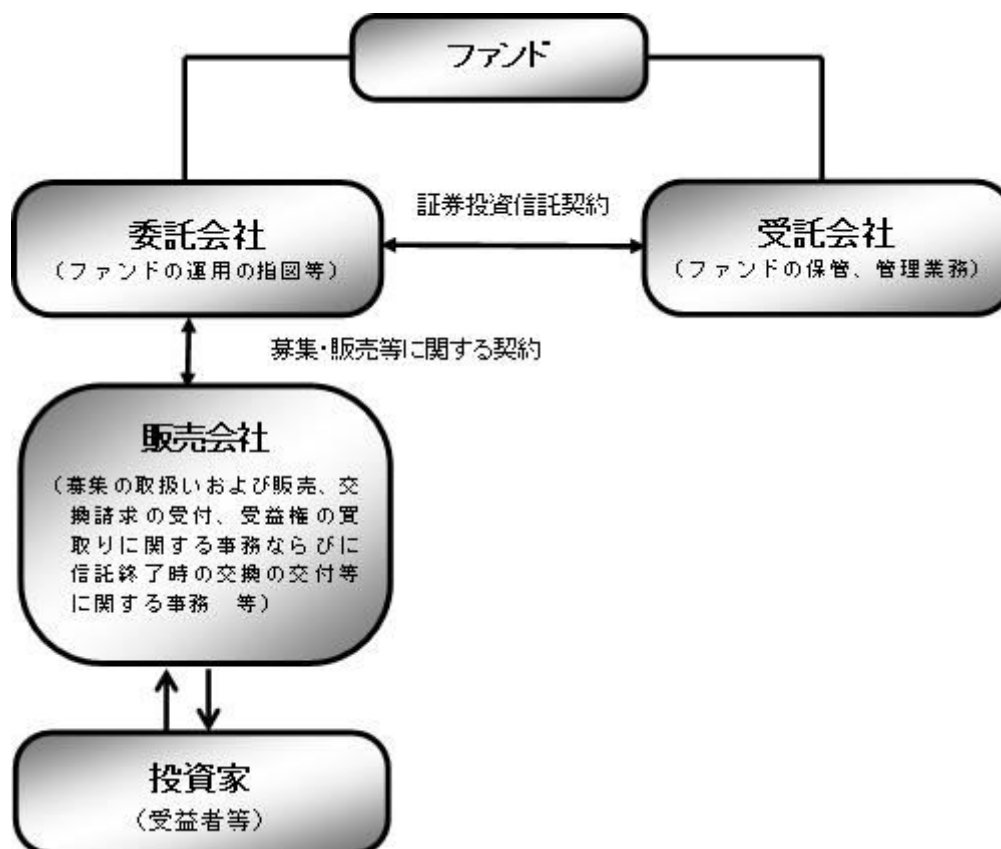 ファンド
証券投資信託契約
委託会社
（ファンドの運用の指図等）
受託会社
（ファンドの保管、管理業務）
募集・販売等に関する契約
販売会社
（募集の取扱いおよび販売、交
換請求の受付、受益権の買
取りに関する事務ならびに
信託終了時の交換の交付等
に関する事務　等）
投資家
（受益者等）